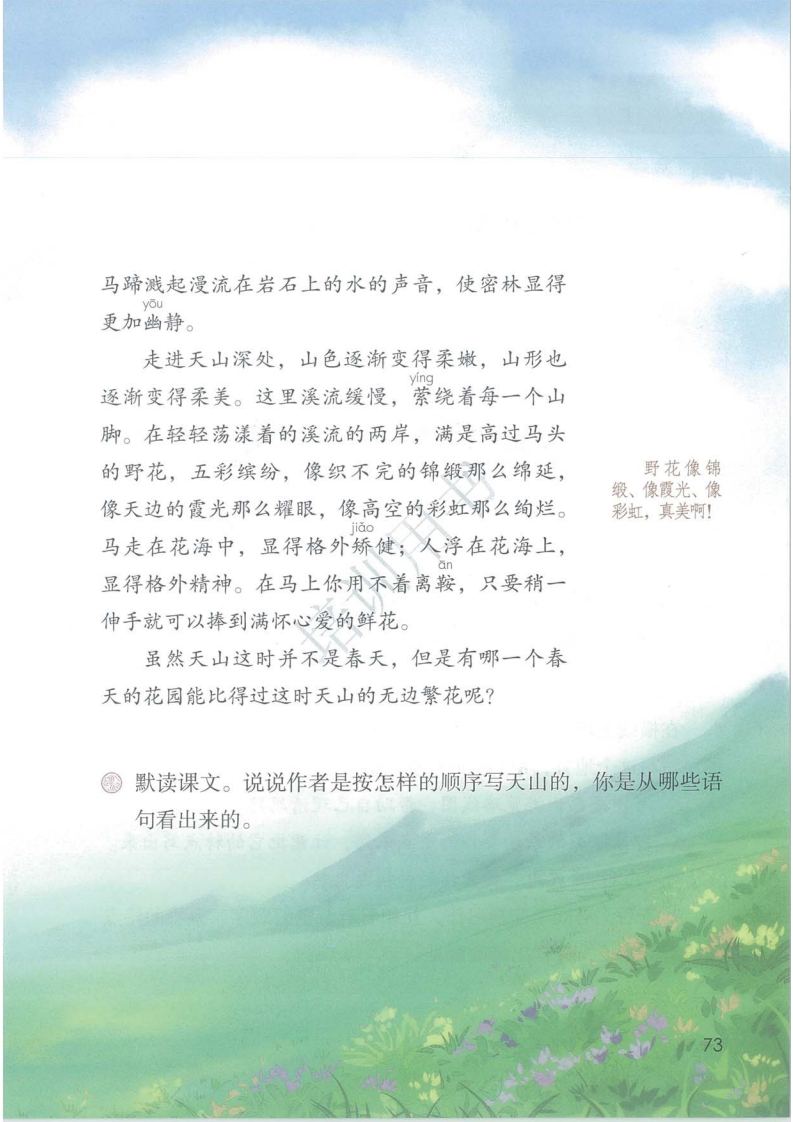 马蹄溅起漫流在岩石上的水的声音，使密林显得
yōu
更加幽静。
走进天山深处，山色逐渐变得柔嫩，山形也
yíng
逐渐变得柔美。这里溪流缓慢，萦绕着每一个山
脚。在轻轻荡漾着的溪流的两岸，满是高过马头
的野花，五彩缤纷，像织不完的锦缎那么绵延，
像天边的霞光那么耀眼，像高空的彩虹那么绚烂。
jiǎo
马走在花海中，显得格外矫健；人浮在花海上，
ān
显得格外精神。在马上你用不着离鞍，只要稍一
伸手就可以捧到满怀心爱的鲜花。
虽然天山这时并不是春天，但是有哪一个春
天的花园能比得过这时天山的无边繁花呢？
野花像锦
缎、像霞光、像
彩虹，真美啊！
培训用书
默读课文。说说作者是按怎样的顺序写天山的，你是从哪些语
句看出来的。
73